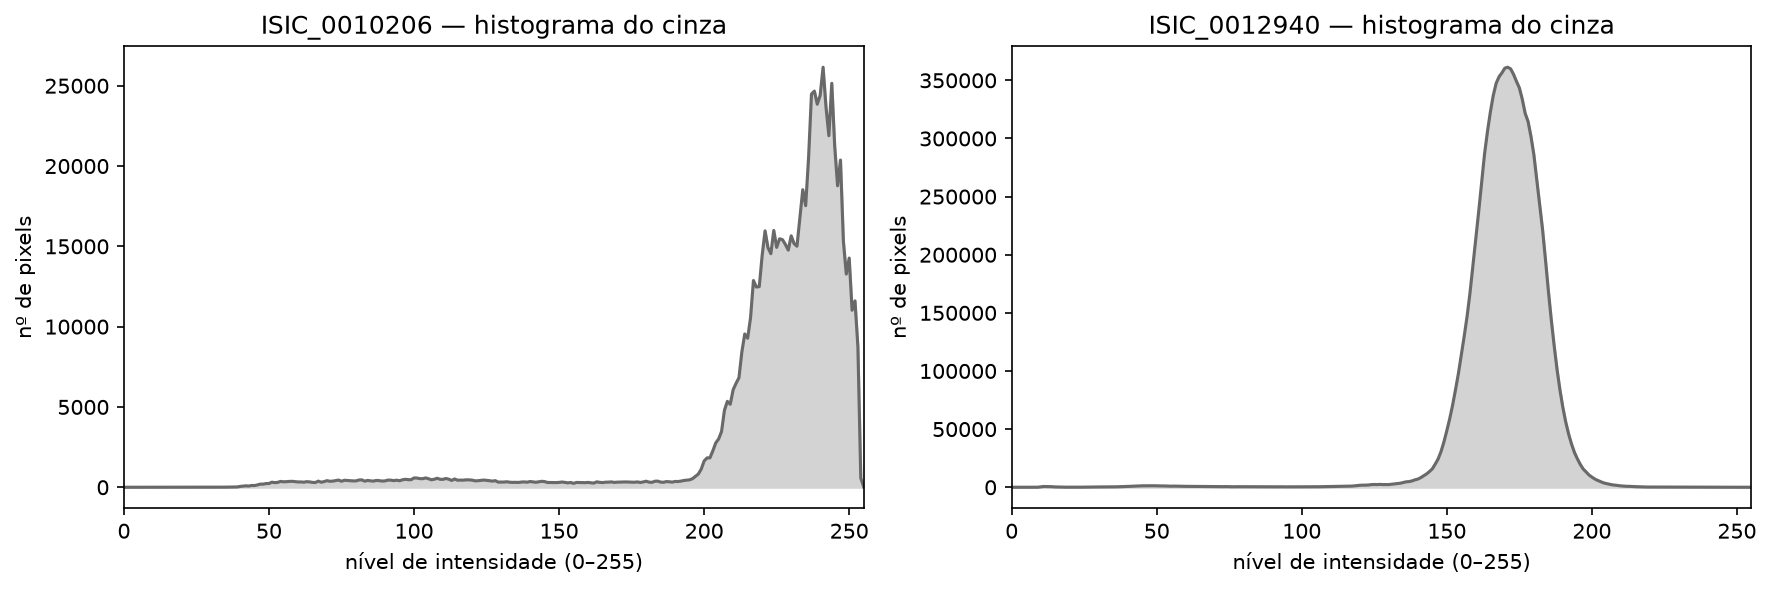 ISIC_0010206 — histograma do cinza
25000
20000
15000
10000
5000
0
nº de pixels
0 50 100 150 200 250
nível de intensidade (0–255)
ISIC_0012940 — histograma do cinza
350000
300000
250000
200000
150000
100000
50000
0
nº de pixels
0 50 100 150 200 250
nível de intensidade (0–255)